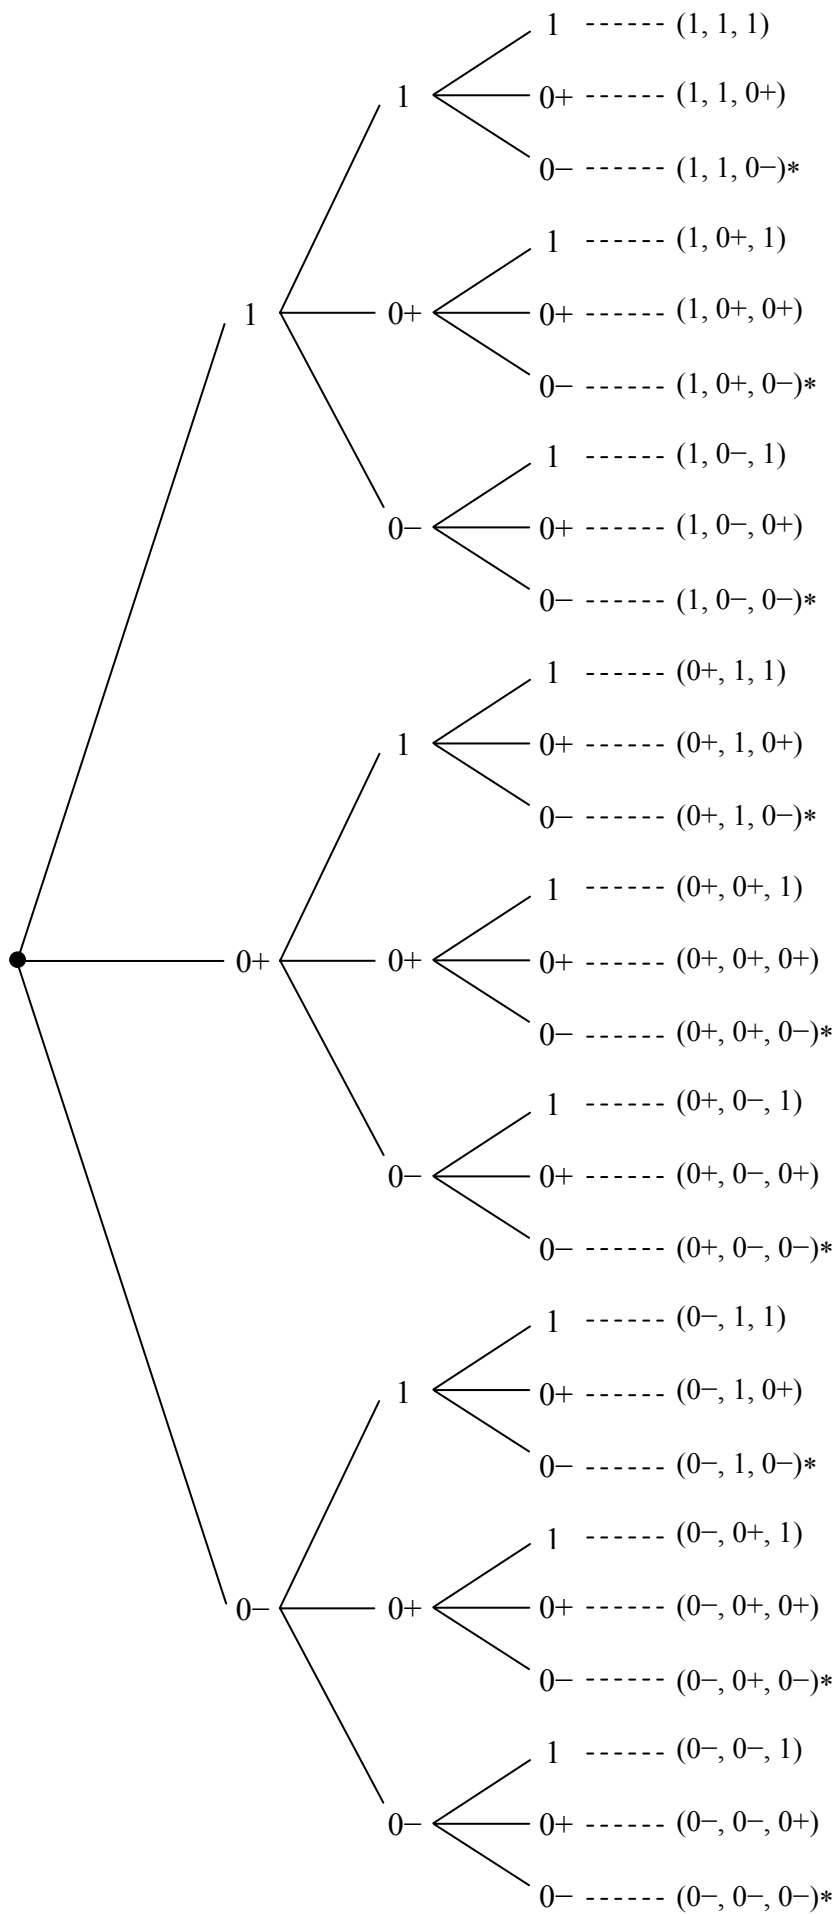 1 ------ (1, 1, 1)
1 0+ ------ (1, 1, 0+)
0− ------ (1, 1, 0−)*
1 ------ (1, 0+, 1)
1 0+ 0+ ------ (1, 0+, 0+)
0− ------ (1, 0+, 0−)*
1 ------ (1, 0−, 1)
0− 0+ ------ (1, 0−, 0+)
0− ------ (1, 0−, 0−)*
1 ------ (0+, 1, 1)
1 0+ ------ (0+, 1, 0+)
0− ------ (0+, 1, 0−)*
1 ------ (0+, 0+, 1)
0+ 0+ 0+ ------ (0+, 0+, 0+)
0− ------ (0+, 0+, 0−)*
1 ------ (0+, 0−, 1)
0− 0+ ------ (0+, 0−, 0+)
0− ------ (0+, 0−, 0−)*
1 ------ (0−, 1, 1)
1 0+ ------ (0−, 1, 0+)
0− ------ (0−, 1, 0−)*
1 ------ (0−, 0+, 1)
0− 0+ 0+ ------ (0−, 0+, 0+)
0− ------ (0−, 0+, 0−)*
1 ------ (0−, 0−, 1)
0− 0+ ------ (0−, 0−, 0+)
0− ------ (0−, 0−, 0−)*